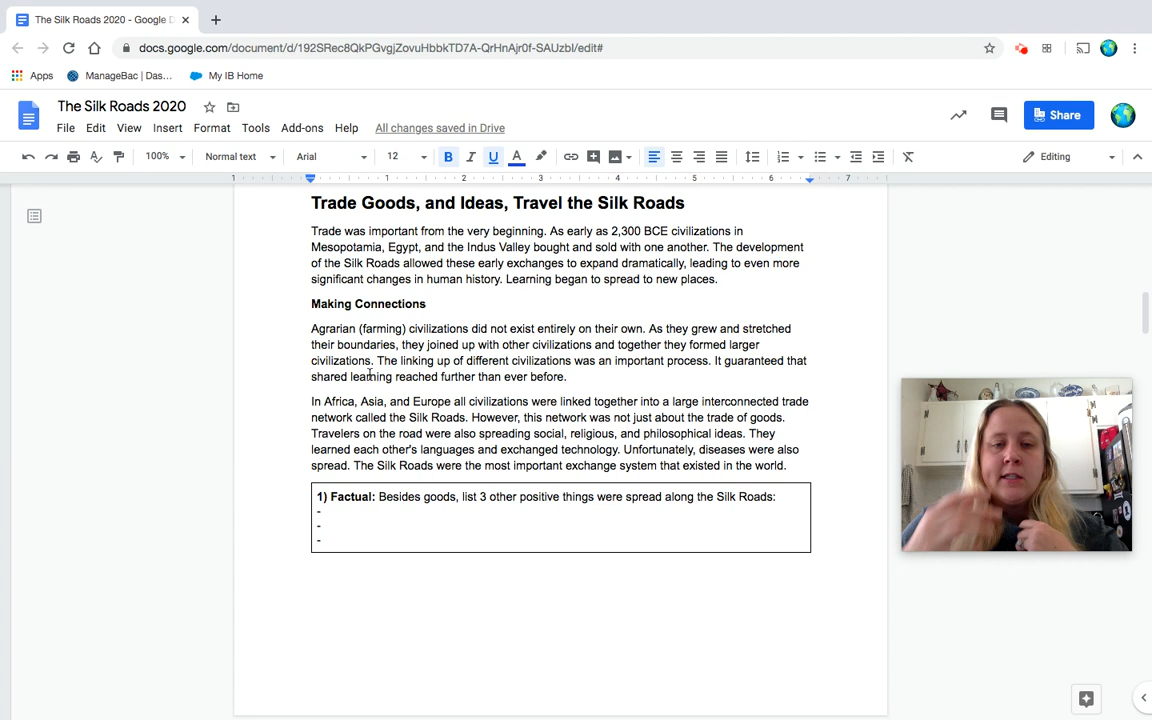 The Silk Roads 2020 - Google D
docs.google.com/document/d/192SRec8QkPGvgjZovuHbbkTD7A-QrHnAjr0f-SAUzbI/edit#
Apps ManageBac | Das... My IB Home
The Silk Roads 2020
File Edit View Insert Format Tools Add-ons Help All changes saved in Drive
Share
100% Normal text Arial 12 B I U A Editing
1 1 2 3 4 5 6 7
Trade Goods, and Ideas, Travel the Silk Roads
Trade was important from the very beginning. As early as 2,300 BCE civilizations in
Mesopotamia, Egypt, and the Indus Valley bought and sold with one another. The development
of the Silk Roads allowed these early exchanges to expand dramatically, leading to even more
significant changes in human history. Learning began to spread to new places.
Making Connections
Agrarian (farming) civilizations did not exist entirely on their own. As they grew and stretched
their boundaries, they joined up with other civilizations and together they formed larger
civilizations. The linking up of different civilizations was an important process. It guaranteed that
shared learning reached further than ever before.
In Africa, Asia, and Europe all civilizations were linked together into a large interconnected trade
network called the Silk Roads. However, this network was not just about the trade of goods.
Travelers on the road were also spreading social, religious, and philosophical ideas. They
learned each other's languages and exchanged technology. Unfortunately, diseases were also
spread. The Silk Roads were the most important exchange system that existed in the world.
1) Factual: Besides goods, list 3 other positive things were spread along the Silk Roads:
-
-
-